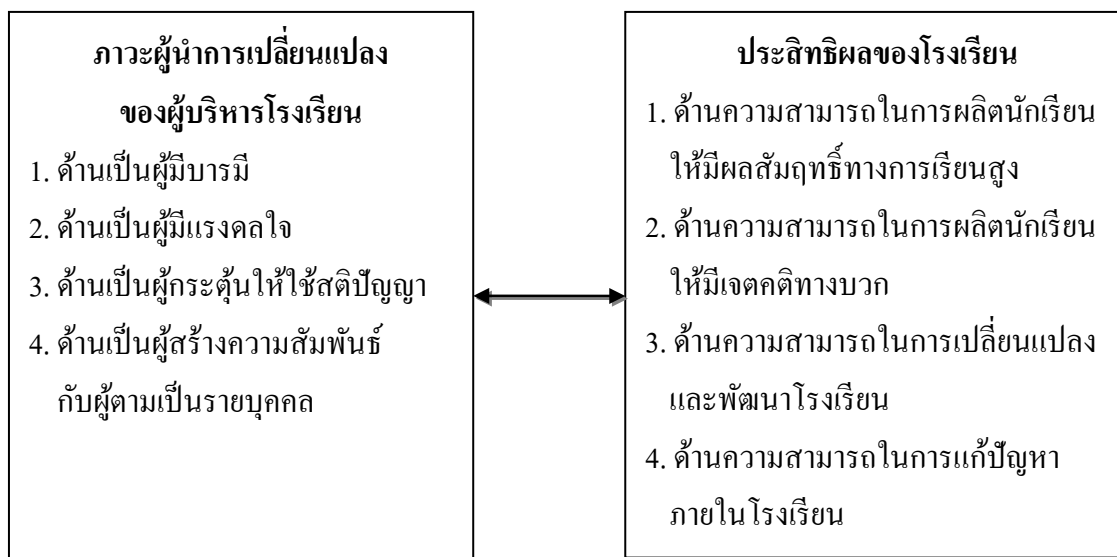 ภาวะผู้นำการเปลี่ยนแปลง
ของผู้บริหารโรงเรียน
1. ด้านเป็นผู้มีบารมี
2. ด้านเป็นผู้มีแรงดลใจ
3. ด้านเป็นผู้กระตุ้นให้ใช้สติปัญญา
4. ด้านเป็นผู้สร้างความสัมพันธ์
กับผู้ตามเป็นรายบุคคล
ประสิทธิผลของโรงเรียน
1. ด้านความสามารถในการผลิตนักเรียน
ให้มีผลสัมฤทธิ์ทางการเรียนสูง
2. ด้านความสามารถในการผลิตนักเรียน
ให้มีเจตคติทางบวก
3. ด้านความสามารถในการเปลี่ยนแปลง
และพัฒนาโรงเรียน
4. ด้านความสามารถในการแก้ปัญหา
ภายในโรงเรียน